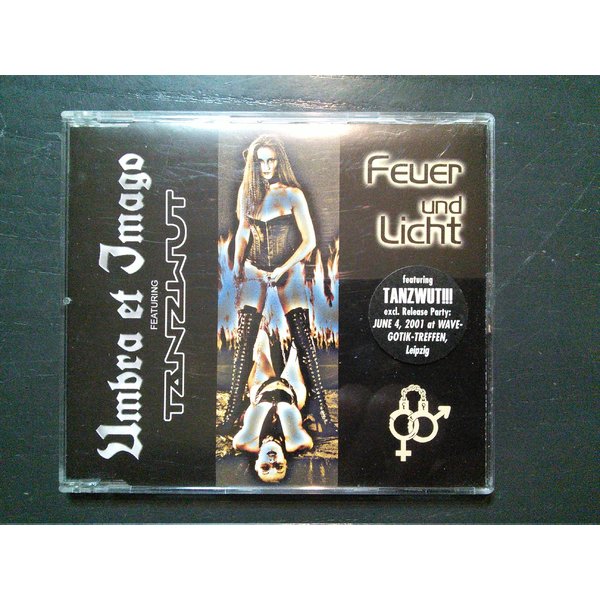 Umbra et Imago
FEATURING
TANZWUT
Feuer
und
Licht
featuring
TANZWUT!!!
excl. Release Party:
JUNE 4, 2001 at WAVE-
GOTIK-TREFFEN,
Leipzig